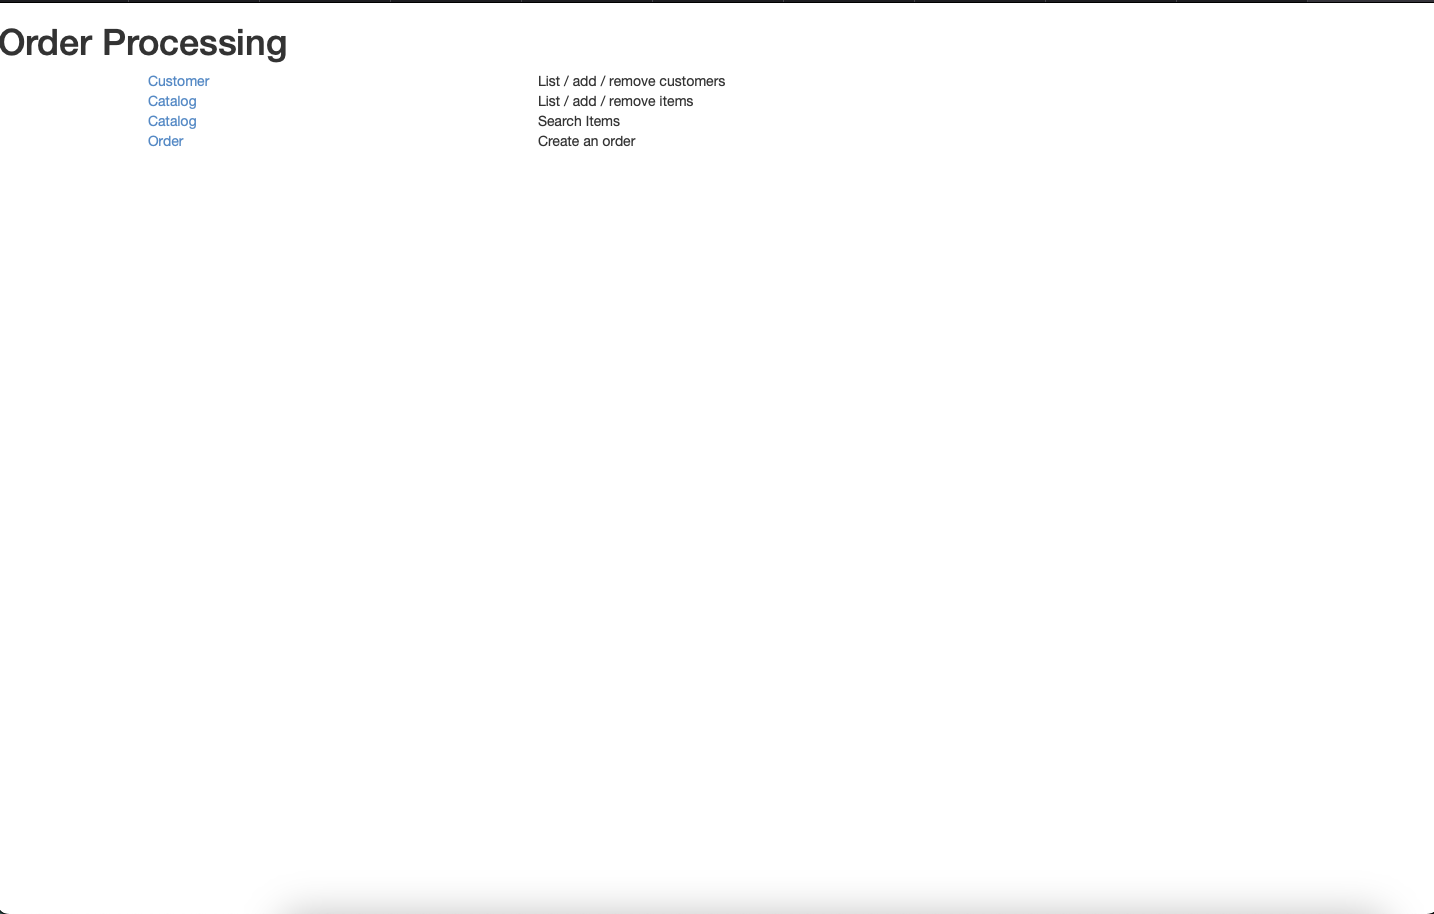 Order Processing
Customer List / add / remove customers
Catalog List / add / remove items
Catalog Search Items
Order Create an order